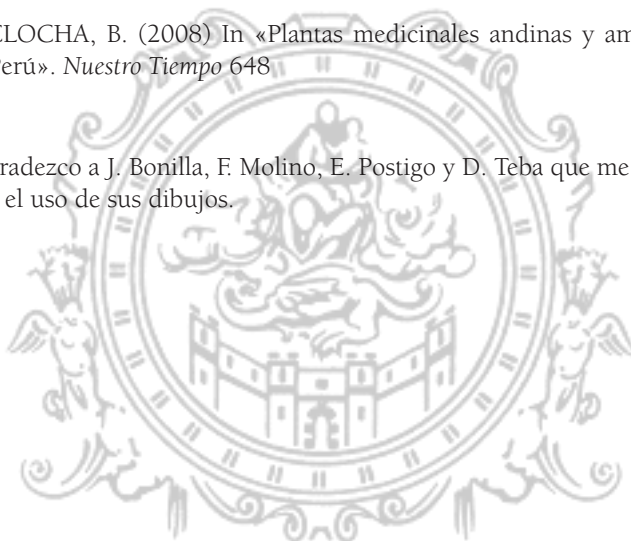 ELOCHA, B. (2008) In «Plantas medicinales andinas y am
Perú». Nuestro Tiempo 648
radezco a J. Bonilla, F. Molino, E. Postigo y D. Teba que me
el uso de sus dibujos.